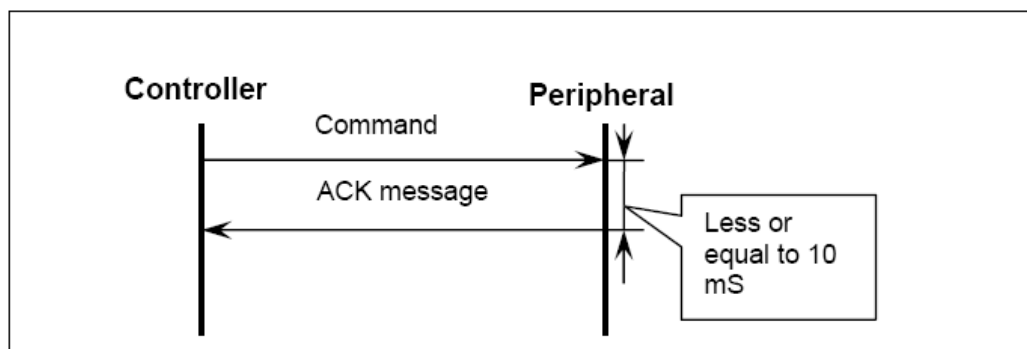 Controller
Peripheral
Command
ACK message
Less or
equal to 10
mS